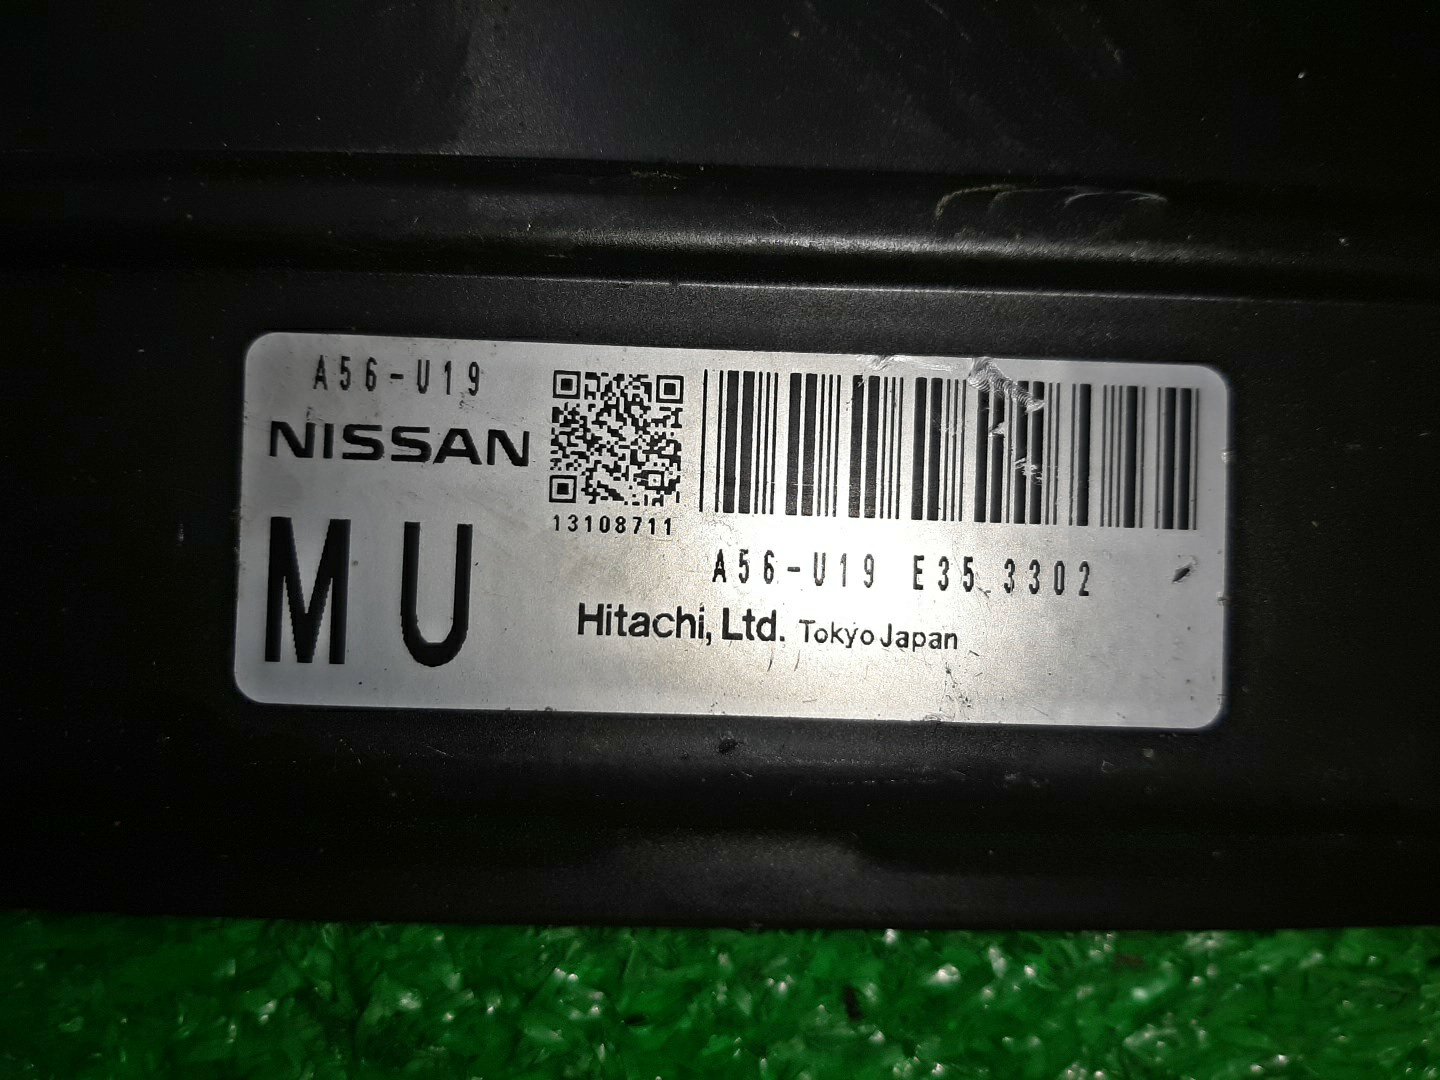 A56-U19
NISSAN
MU
13108711
A56-U19 E35 3302
Hitachi, Ltd. Tokyo Japan